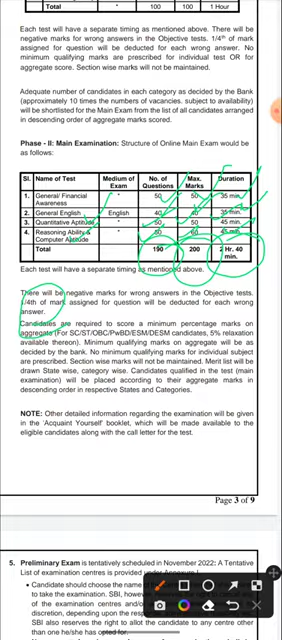 Total * 100 100 1 Hour
Each test will have a separate timing as mentioned above. There will be
negative marks for wrong answers in the Objective tests. 1/4th of mark
assigned for question will be deducted for each wrong answer. No
minimum qualifying marks are prescribed for individual test OR for
aggregate score. Section wise marks will not be maintained.
Adequate number of candidates in each category as decided by the Bank
(approximately 10 times the numbers of vacancies. subject to availability)
will be shortlisted for the Main Exam from the list of all candidates arranged
in descending order of aggregate marks scored.
Phase – II: Main Examination: Structure of Online Main Exam would be
as follows:
Sl. Name of Test Medium of Exam No. of Questions Max. Marks Duration
1. General/ Financial Awareness * 50 50 35 min.
2. General English English 40 40 35 min.
3. Quantitative Aptitude * 50 50 45 min.
4. Reasoning Ability & Computer Aptitude * 50 60 45 min.
Total 190 200 2 Hr. 40 min.
Each test will have a separate timing as mentioned above.
There will be negative marks for wrong answers in the Objective tests.
1/4th of mark assigned for question will be deducted for each wrong
answer.
Candidates are required to score a minimum percentage marks on
aggregate (For SC/ST/OBC/PwBD/ESM/DESM candidates, 5% relaxation
available thereon). Minimum qualifying marks on aggregate will be as
decided by the bank. No minimum qualifying marks for individual subject
are prescribed. Section wise marks will not be maintained. Merit list will be
drawn State wise, category wise. Candidates qualified in the test (main
examination) will be placed according to their aggregate marks in
descending order in respective States and Categories.
NOTE: Other detailed information regarding the examination will be given
in the 'Acquaint Yourself' booklet, which will be made available to the
eligible candidates along with the call letter for the test.
Page 3 of 9
5. Preliminary Exam is tentatively scheduled in November 2022: A Tentative
List of examination centres is provided under Annexure I.
• Candidate should choose the name of
to take the examination. SBI, however
of the examination centres and/or
discretion, depending upon the respons
SBI also reserves the right to allot the candidate to any centre other
than one he/she has opted for.